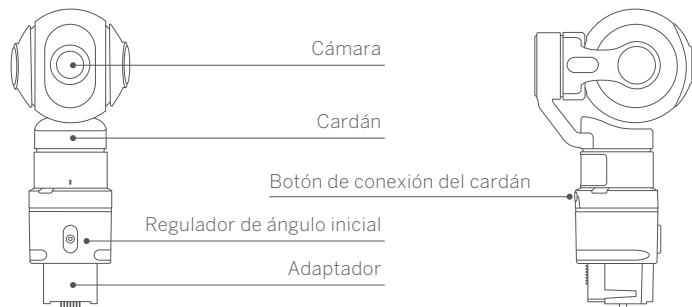 Cámara
Cardán
Botón de conexión del cardán
Regulador de ángulo inicial
Adaptador